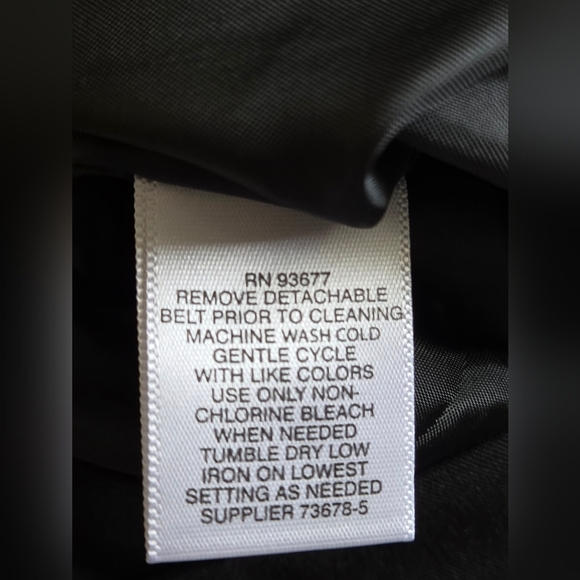 RN 93677
REMOVE DETACHABLE
BELT PRIOR TO CLEANING
MACHINE WASH COLD
GENTLE CYCLE
WITH LIKE COLORS
USE ONLY NON-
CHLORINE BLEACH
WHEN NEEDED
TUMBLE DRY LOW
IRON ON LOWEST
SETTING AS NEEDED
SUPPLIER 73678-5